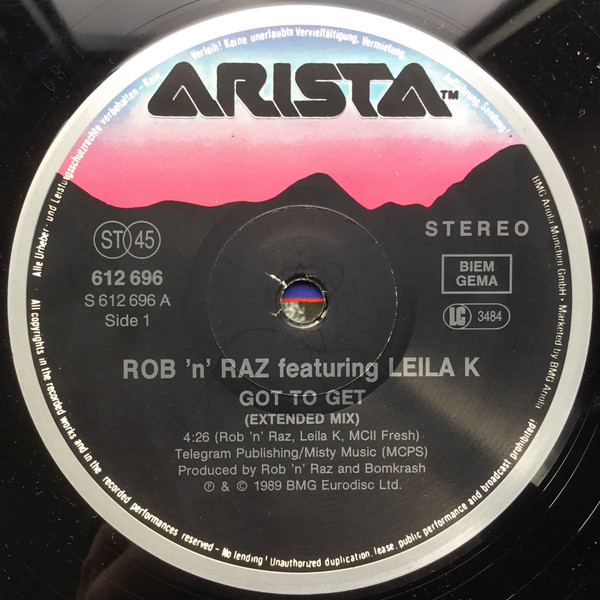 Alle Urheber- und Leistungsschutzrechte vorbehalten - Kein Verleih! Keine unerlaubte Vervielfältigung, Vermietung, Aufführung, Sendung!
ARISTA™
STEREO
ST 45
BIEM
GEMA
612 696
S 612 696 A
LC 3484
Side 1
ROB 'n' RAZ featuring LEILA K
GOT TO GET
(EXTENDED MIX)
4:26 (Rob 'n' Raz, Leila K, MCII Fresh)
Telegram Publishing/Misty Music (MCPS)
Produced by Rob 'n' Raz and Bomkrash
℗ & © 1989 BMG Eurodisc Ltd.
BMG Ariola München GmbH · Marketed by BMG Ariola
All copyrights in the recorded works and in the recorded performances reserved - No lending! Unauthorized duplication, lease, public performance and broadcast prohibited!